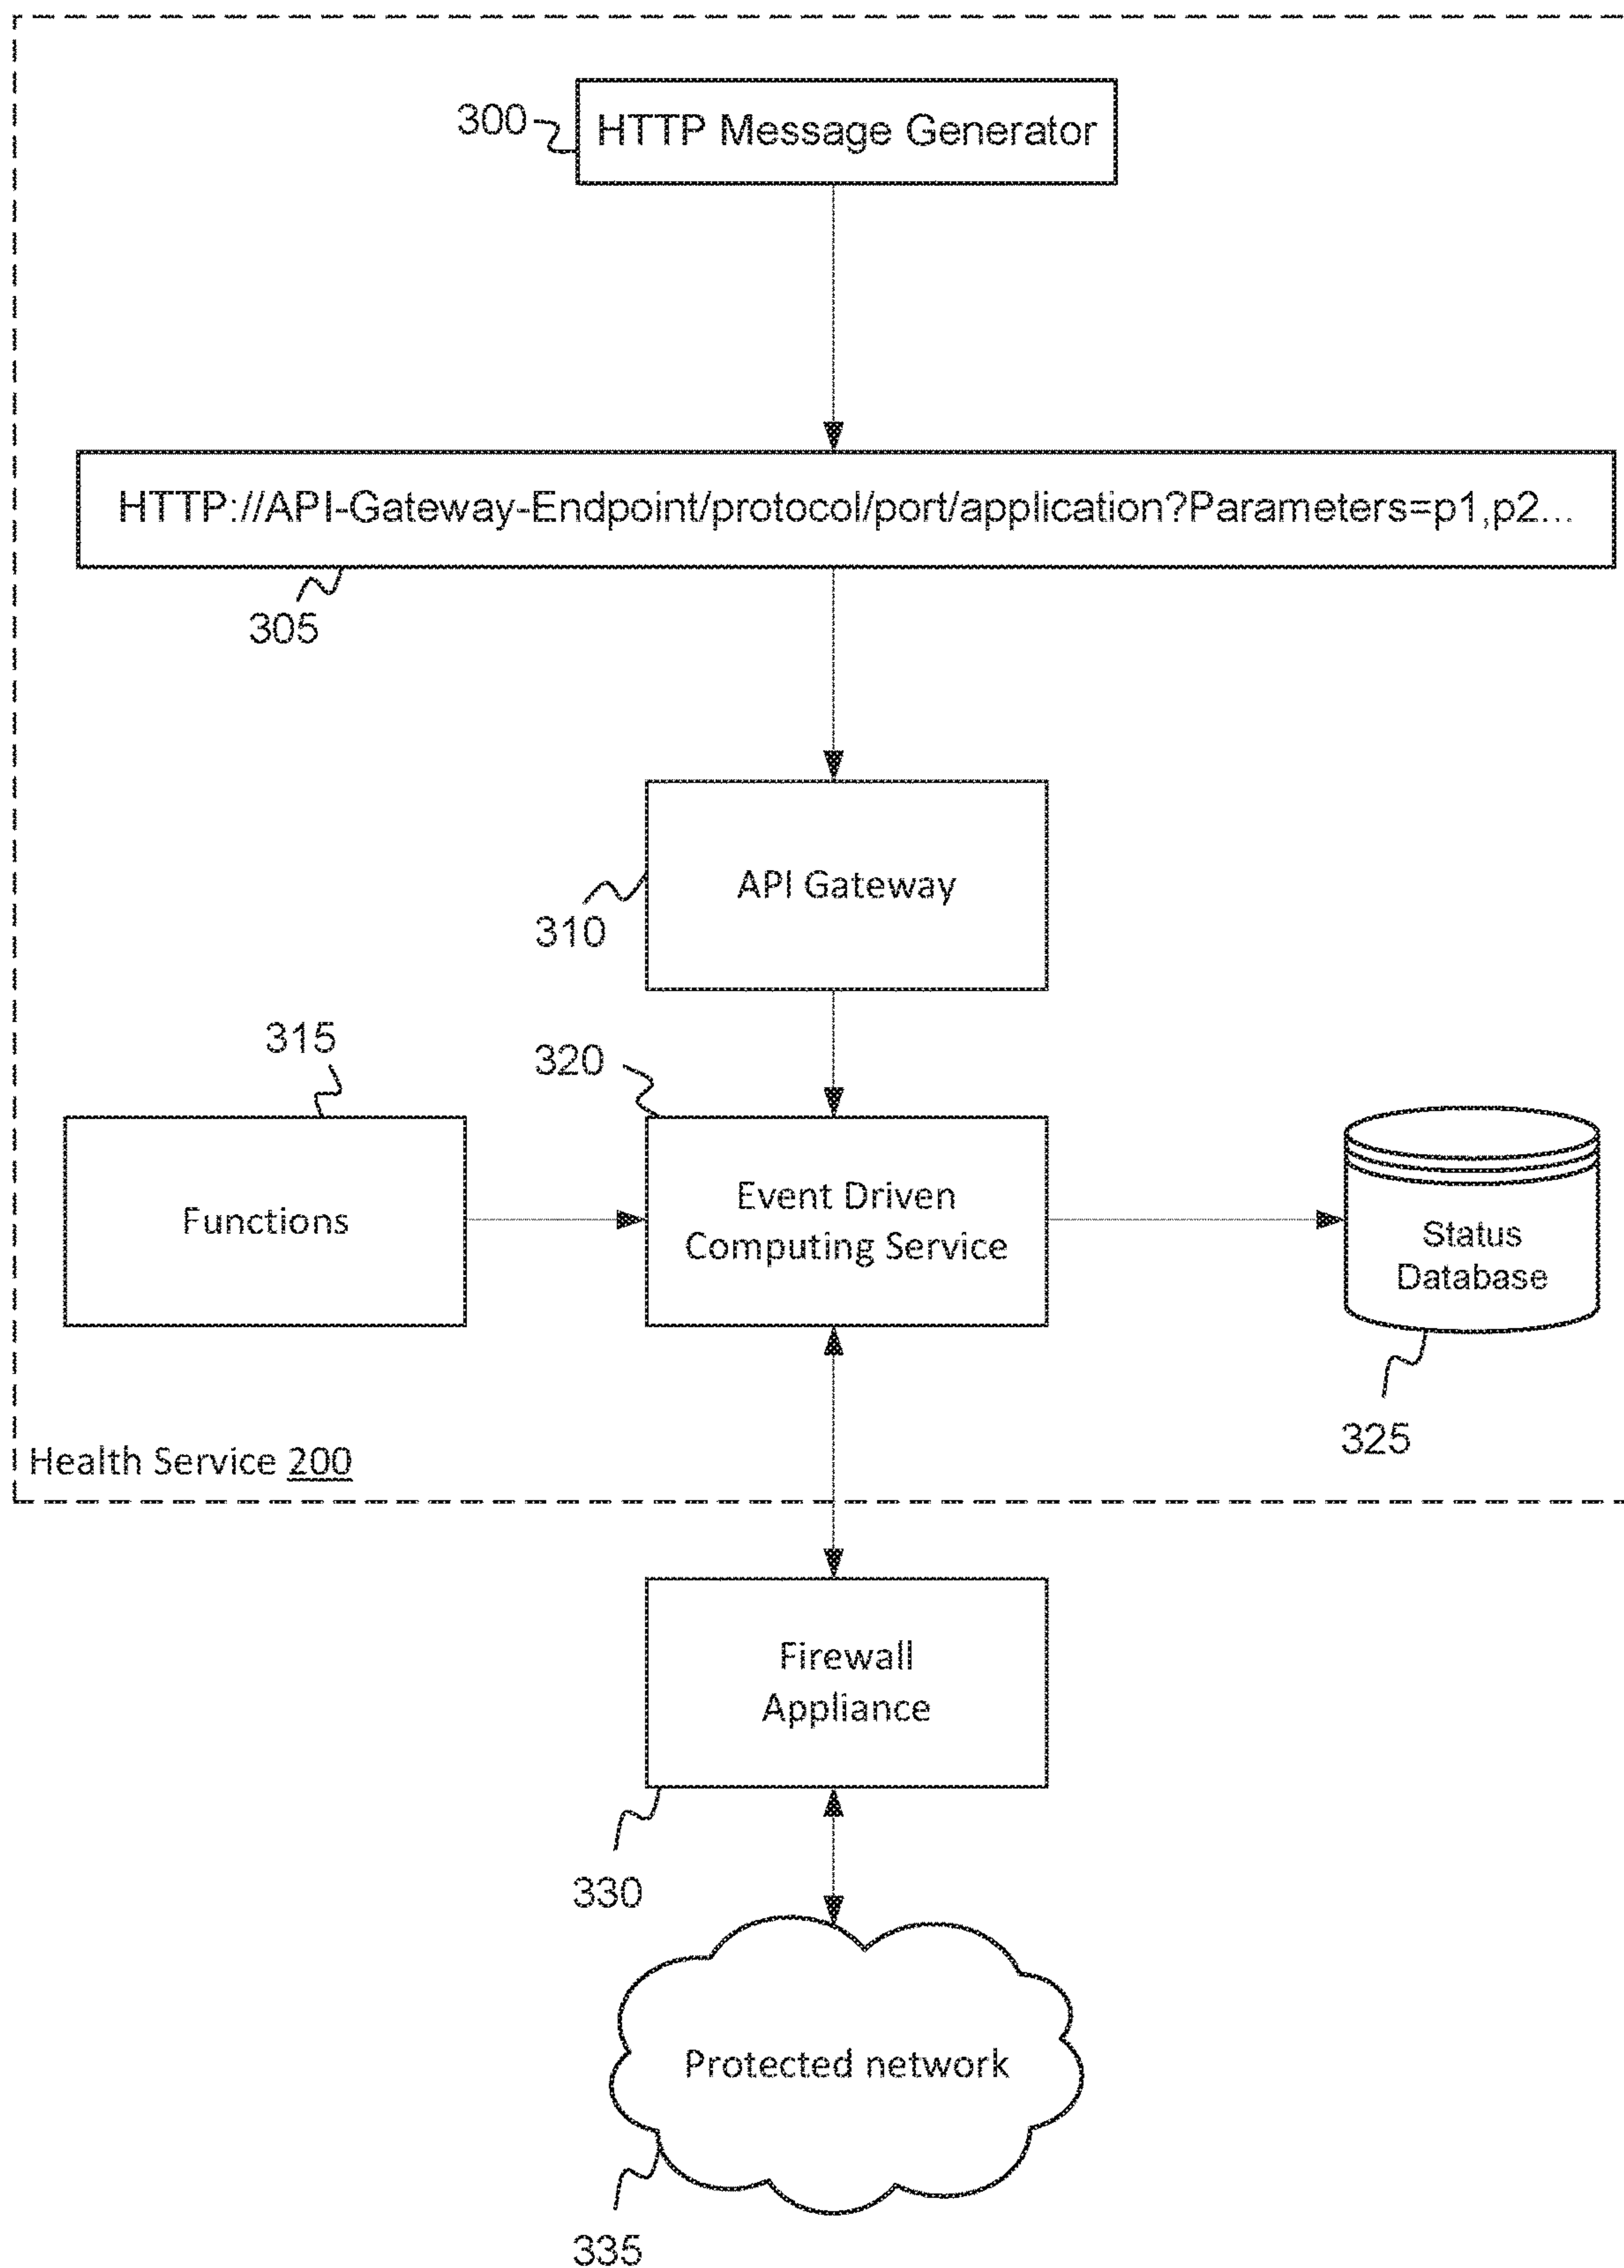 300
HTTP Message Generator
HTTP://API-Gateway-Endpoint/protocol/port/application?Parameters=p1,p2...
305
API Gateway
310
315
320
Functions
Event Driven
Computing Service
Status
Database
325
Health Service 200
Firewall
Appliance
330
Protected network
335